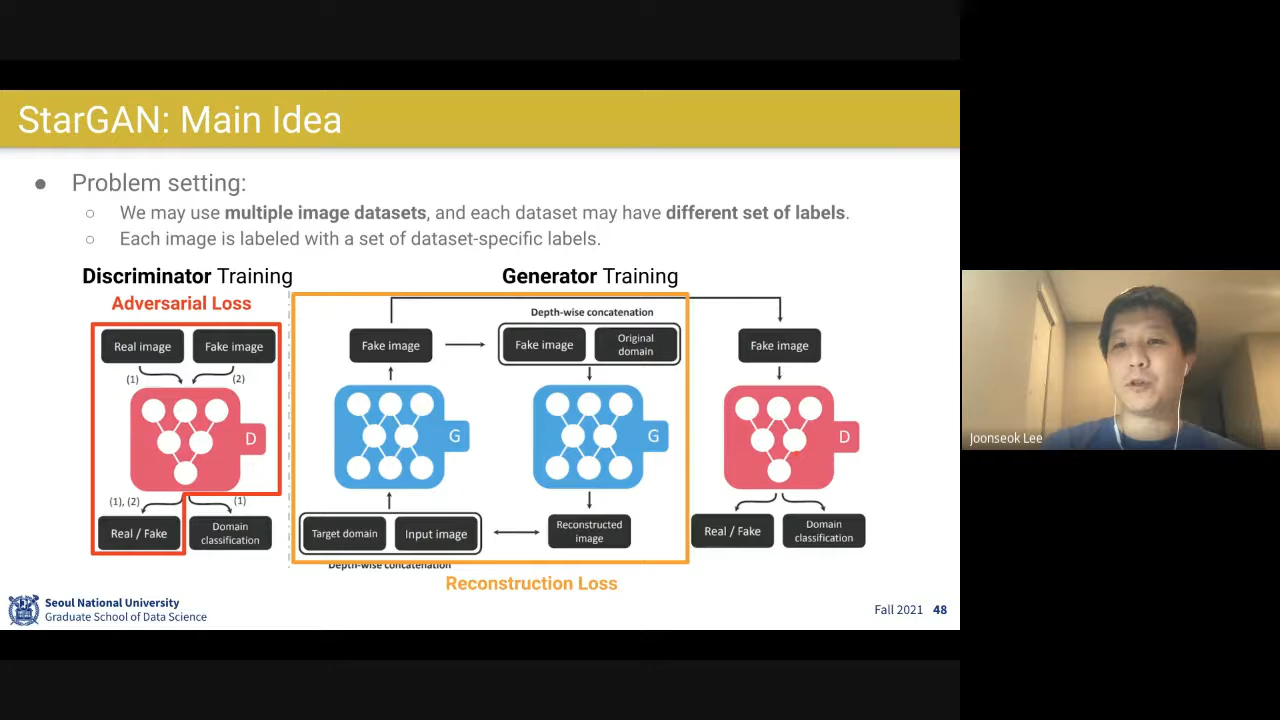 StarGAN: Main Idea
● Problem setting:
○ We may use multiple image datasets, and each dataset may have different set of labels.
○ Each image is labeled with a set of dataset-specific labels.
Discriminator Training
Generator Training
Adversarial Loss
Depth-wise concatenation
Real image
Fake image
Fake image
Fake image
Original
domain
Fake image
(1)
(2)
D
G
G
D
(1), (2)
(1)
Real / Fake
Domain
classification
Target domain
Input image
Reconstructed
image
Real / Fake
Domain
classification
Depth-wise concatenation
Reconstruction Loss
Seoul National University
Graduate School of Data Science
Fall 2021 48
Joonseok Lee